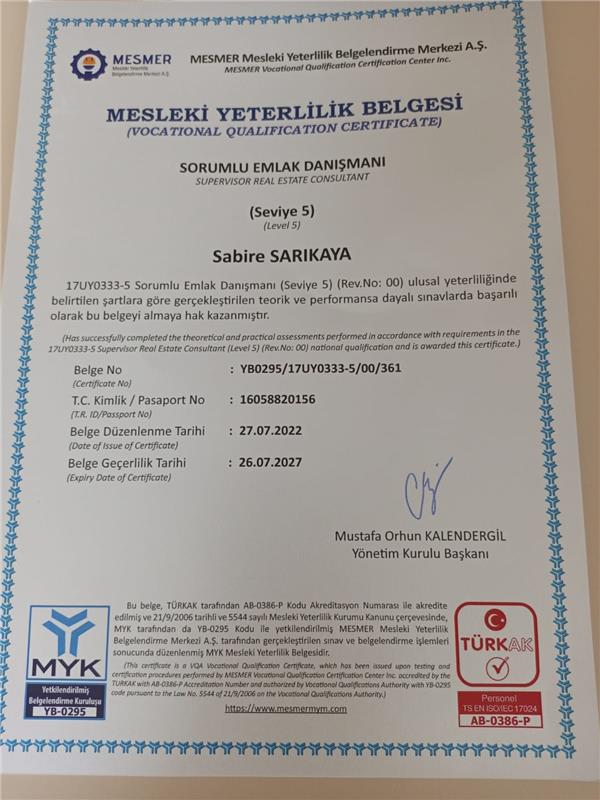 MESMER
Mesleki Yeterlilik
Belgelendirme Merkezi A.Ş.
MESMER Mesleki Yeterlilik Belgelendirme Merkezi A.Ş.
MESMER Vocational Qualification Certification Center Inc.
MESLEKİ YETERLİLİK BELGESİ
(VOCATIONAL QUALIFICATION CERTIFICATE)
SORUMLU EMLAK DANIŞMANI
SUPERVISOR REAL ESTATE CONSULTANT
(Seviye 5)
(Level 5)
Sabire SARIKAYA
17UY0333-5 Sorumlu Emlak Danışmanı (Seviye 5) (Rev.No: 00) ulusal yeterliliğinde
belirtilen şartlara göre gerçekleştirilen teorik ve performansa dayalı sınavlarda başarılı
olarak bu belgeyi almaya hak kazanmıştır.
(Has successfully completed the theoretical and practical assessments performed in accordance with requirements in the
17UY0333-5 Supervisor Real Estate Consultant (Level 5) (Rev.No: 00) national qualification and is awarded this certificate.)
Belge No : YB0295/17UY0333-5/00/361
(Certificate No)
T.C. Kimlik / Pasaport No : 16058820156
(T.R. ID/Passport No)
Belge Düzenlenme Tarihi : 27.07.2022
(Date of Issue of Certificate)
Belge Geçerlilik Tarihi : 26.07.2027
(Expiry Date of Certificate)
Mustafa Orhun KALENDERGİL
Yönetim Kurulu Başkanı
Bu belge, TÜRKAK tarafından AB-0386-P Kodu Akreditasyon Numarası ile akredite
edilmiş ve 21/9/2006 tarihli ve 5544 sayılı Mesleki Yeterlilik Kurumu Kanunu çerçevesinde,
MYK tarafından da YB-0295 Kodu ile yetkilendirilmiş MESMER Mesleki Yeterlilik
Belgelendirme Merkezi A.Ş. tarafından gerçekleştirilen sınav ve belgelendirme işlemleri
sonucunda düzenlenmiş MYK Mesleki Yeterlilik Belgesidir.
(This certificate is a VQA Vocational Qualification Certificate, which has been issued upon testing and
certification procedures performed by MESMER Vocational Qualification Certification Center Inc. accredited by the
TÜRKAK with AB-0386-P Accreditation Number and authorized by Vocational Qualifications Authority with YB-0295
code pursuant to the Law No. 5544 of 21/9/2006 on the Vocational Qualifications Authority.)
https://www.mesmermym.com
MYK
Yetkilendirilmiş
Belgelendirme Kuruluşu
YB-0295
TÜRKAK
Personel
TS EN ISO/IEC 17024
AB-0386-P